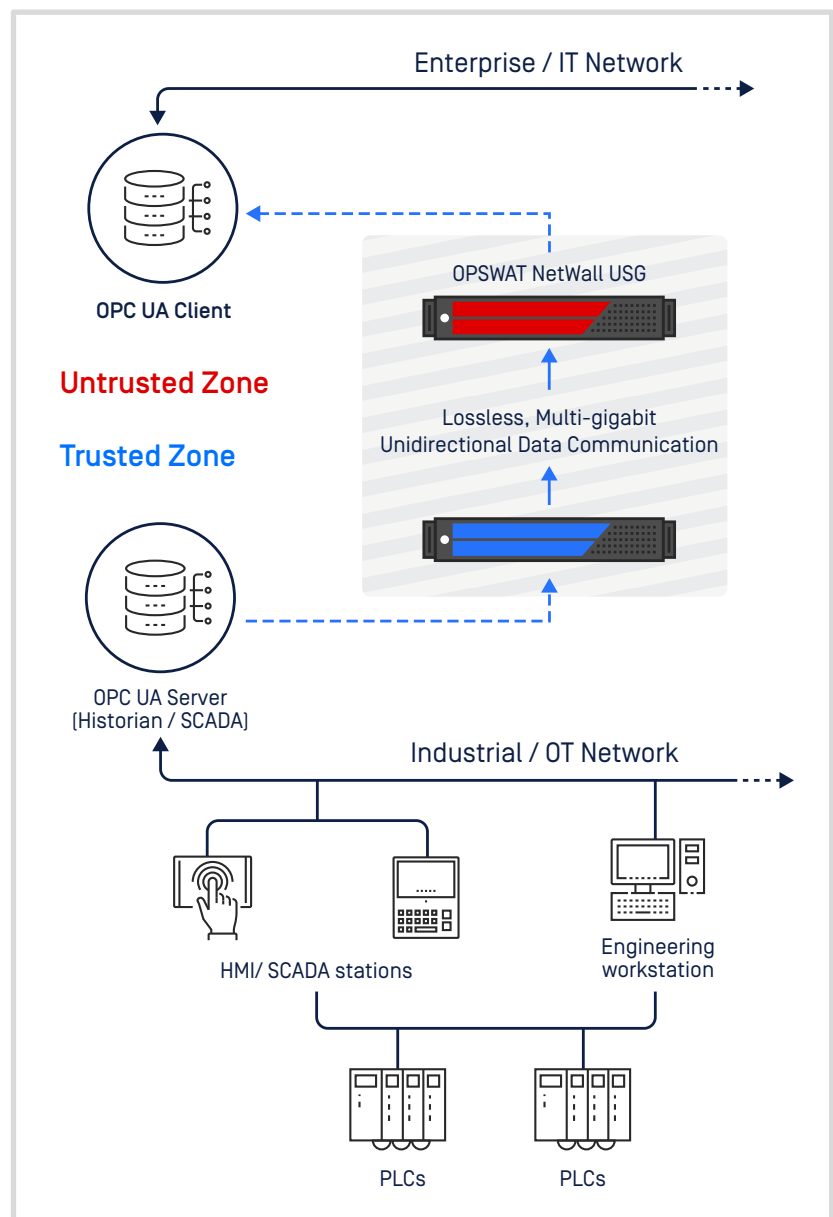 Enterprise / IT Network
OPC UA Client
OPSWAT NetWall USG
Untrusted Zone
Lossless, Multi-gigabit
Unidirectional Data Communication
Trusted Zone
OPC UA Server
(Historian / SCADA)
Industrial / OT Network
HMI/ SCADA stations
Engineering
workstation
PLCs
PLCs